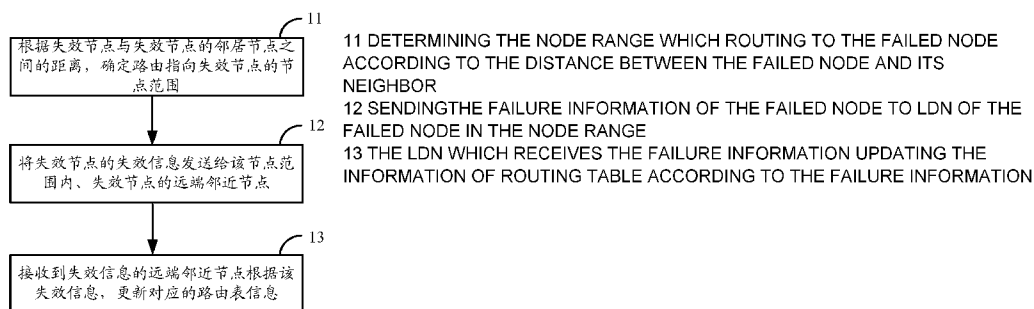 11
根据失效节点与失效节点的邻居节点之
间的距离，确定路由指向失效节点的节
点范围
12
将失效节点的失效信息发送给该节点范
围内、失效节点的远端邻近节点
13
接收到失效信息的远端邻近节点根据该
失效信息，更新对应的路由表信息
11 DETERMINING THE NODE RANGE WHICH ROUTING TO THE FAILED NODE
ACCORDING TO THE DISTANCE BETWEEN THE FAILED NODE AND ITS
NEIGHBOR
12 SENDINGTHE FAILURE INFORMATION OF THE FAILED NODE TO LDN OF THE
FAILED NODE IN THE NODE RANGE
13 THE LDN WHICH RECEIVES THE FAILURE INFORMATION UPDATING THE
INFORMATION OF ROUTING TABLE ACCORDING TO THE FAILURE INFORMATION